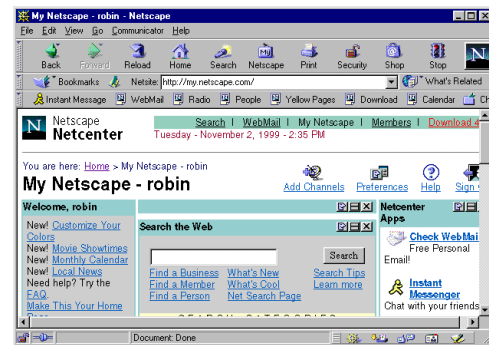 My Netscape - robin - Netscape
File Edit View Go Communicator Help
Back Forward Reload Home Search Netscape Print Security Shop Stop N
Bookmarks Netsite: http://my.netscape.com/ What's Related
Instant Message WebMail Radio People Yellow Pages Download Calendar
N Netscape Netcenter
Search | WebMail | My Netscape | Members | Download
Tuesday - November 2, 1999 - 2:35 PM
You are here: Home > My Netscape - robin
My Netscape - robin
Add Channels Preferences Help Sign
Welcome, robin
New! Customize Your Colors
New! Movie Showtimes
New! Monthly Calendar
New! Local News
Need help? Try the
FAQ.
Make This Your Home
Search the Web
Search
Find a Business What's New Search Tips
Find a Member What's Cool Learn more
Find a Person Net Search Page
Netcenter
Apps
Check WebMai
Free Personal
Email!
Instant
Messenger
Chat with your friends
Document: Done